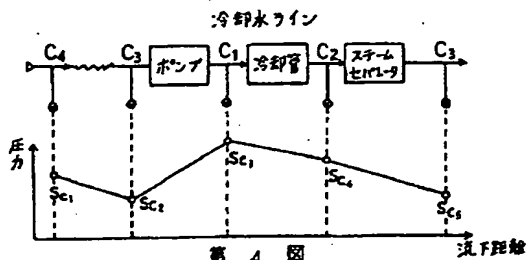 冷却水ライン
C4 C3 ポンプ C1 冷却管 C2 スチームセパレータ C3
圧力
Sc1 Sc2 Sc3 Sc4 Sc5
流下距離
第 4 図